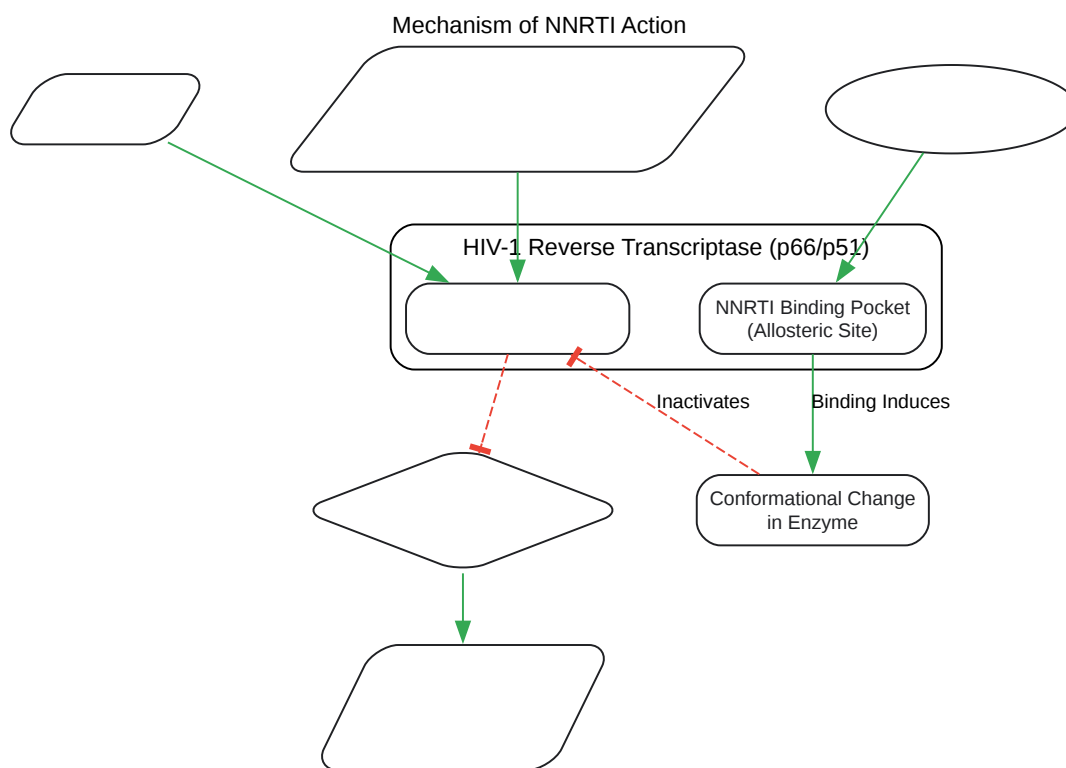 Mechanism of NNRTI Action
HIV-1 Reverse Transcriptase (p66/p51)
NNRTI Binding Pocket
(Allosteric Site)
Inactivates
Binding Induces
Conformational Change
in Enzyme